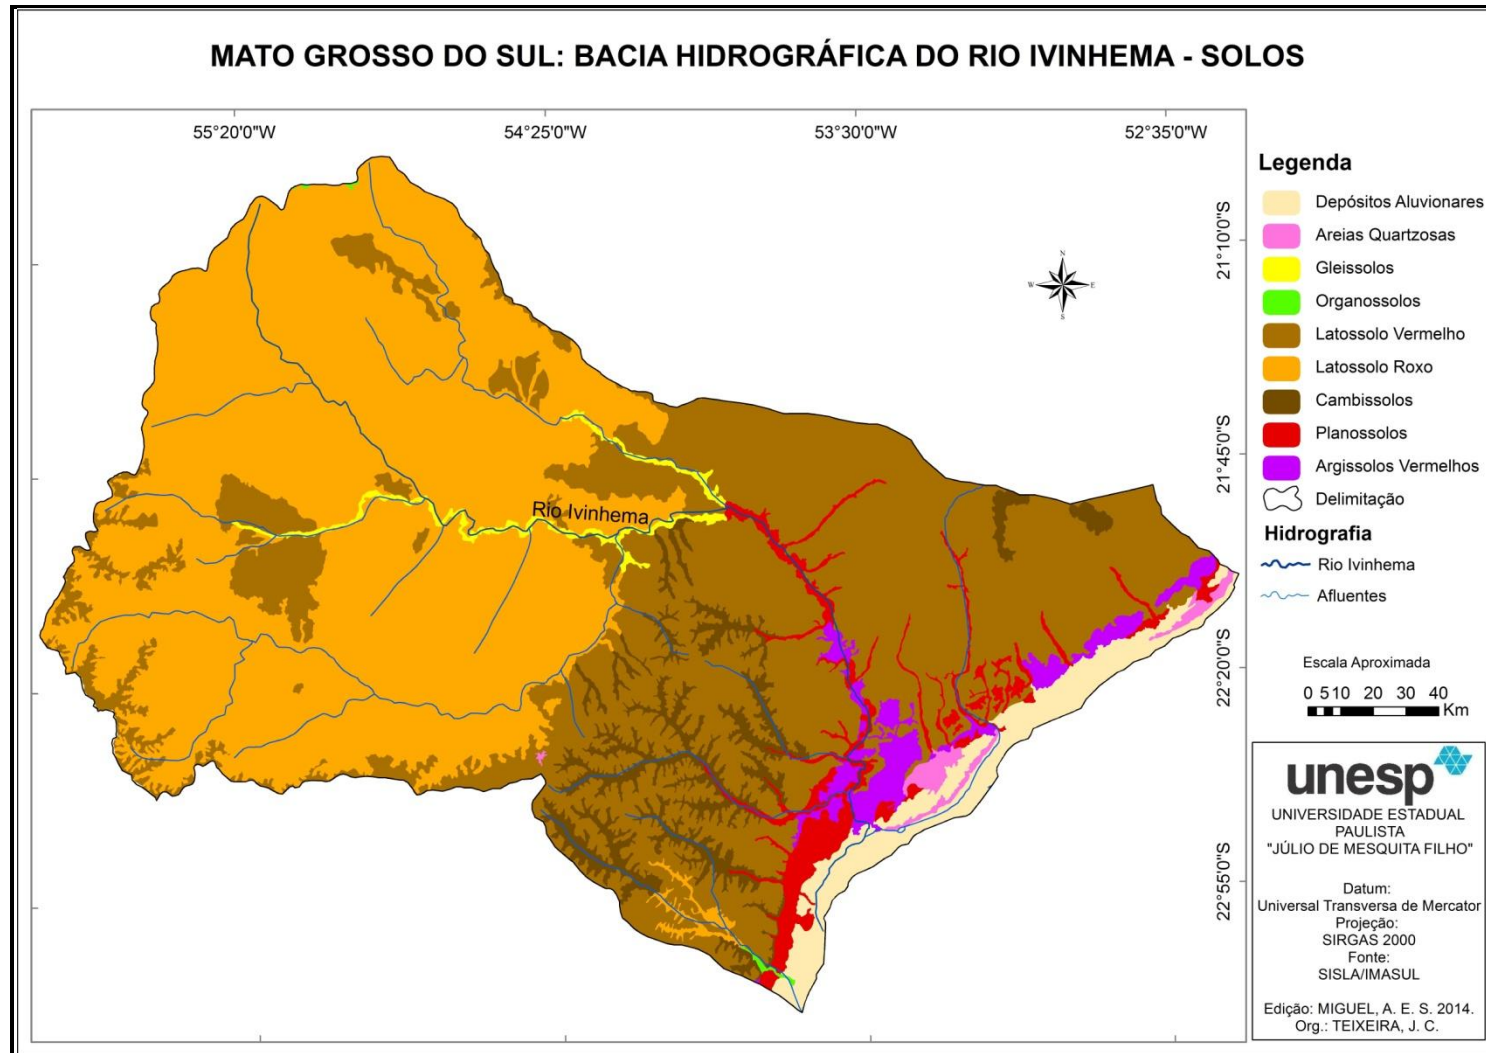 MATO GROSSO DO SUL: BACIA HIDROGRÁFICA DO RIO IVINHEMA - SOLOS
55°20'0"W
54°25'0"W
53°30'0"W
52°35'0"W
21°10'0"S
21°45'0"S
22°20'0"S
22°55'0"S
N
W
E
S
Rio Ivinhema
Legenda
Depósitos Aluvionares
Areias Quartzosas
Gleissolos
Organossolos
Latossolo Vermelho
Latossolo Roxo
Cambissolos
Planossolos
Argissolos Vermelhos
Delimitação
Hidrografia
Rio Ivinhema
Afluentes
Escala Aproximada
0 5 10 20 30 40
Km
unesp
UNIVERSIDADE ESTADUAL
PAULISTA
"JÚLIO DE MESQUITA FILHO"
Datum:
Universal Transversa de Mercator
Projeção:
SIRGAS 2000
Fonte:
SISLA/IMASUL
Edição: MIGUEL, A. E. S. 2014.
Org.: TEIXEIRA, J. C.